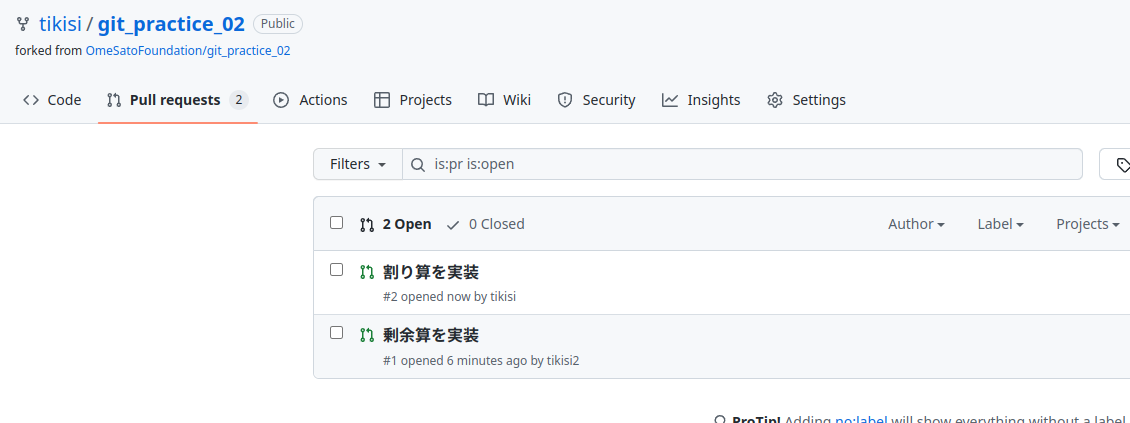 tikisi / git_practice_02 Public
forked from OmeSatoFoundation/git_practice_02
Code Pull requests 2 Actions Projects Wiki Security Insights Settings
Filters is:pr is:open
2 Open 0 Closed Author Label Projects
割り算を実装
#2 opened now by tikisi
剰余算を実装
#1 opened 6 minutes ago by tikisi2
ProTip! Adding no:label will show everything without a label